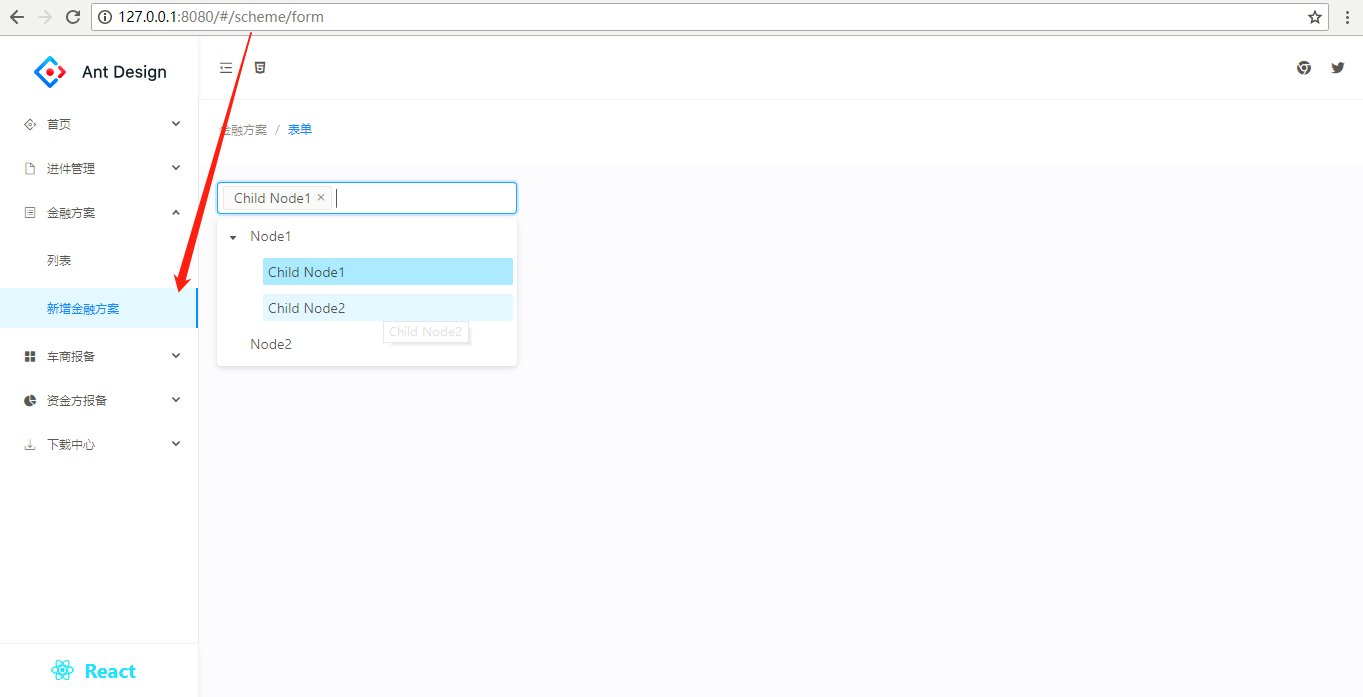 127.0.0.1:8080/#/scheme/form
Ant Design
首页
进件管理
金融方案
列表
新增金融方案
车商报备
资金方报备
下载中心
React
金融方案 / 表单
Child Node1 ×
Node1
Child Node1
Child Node2
Child Node2
Node2